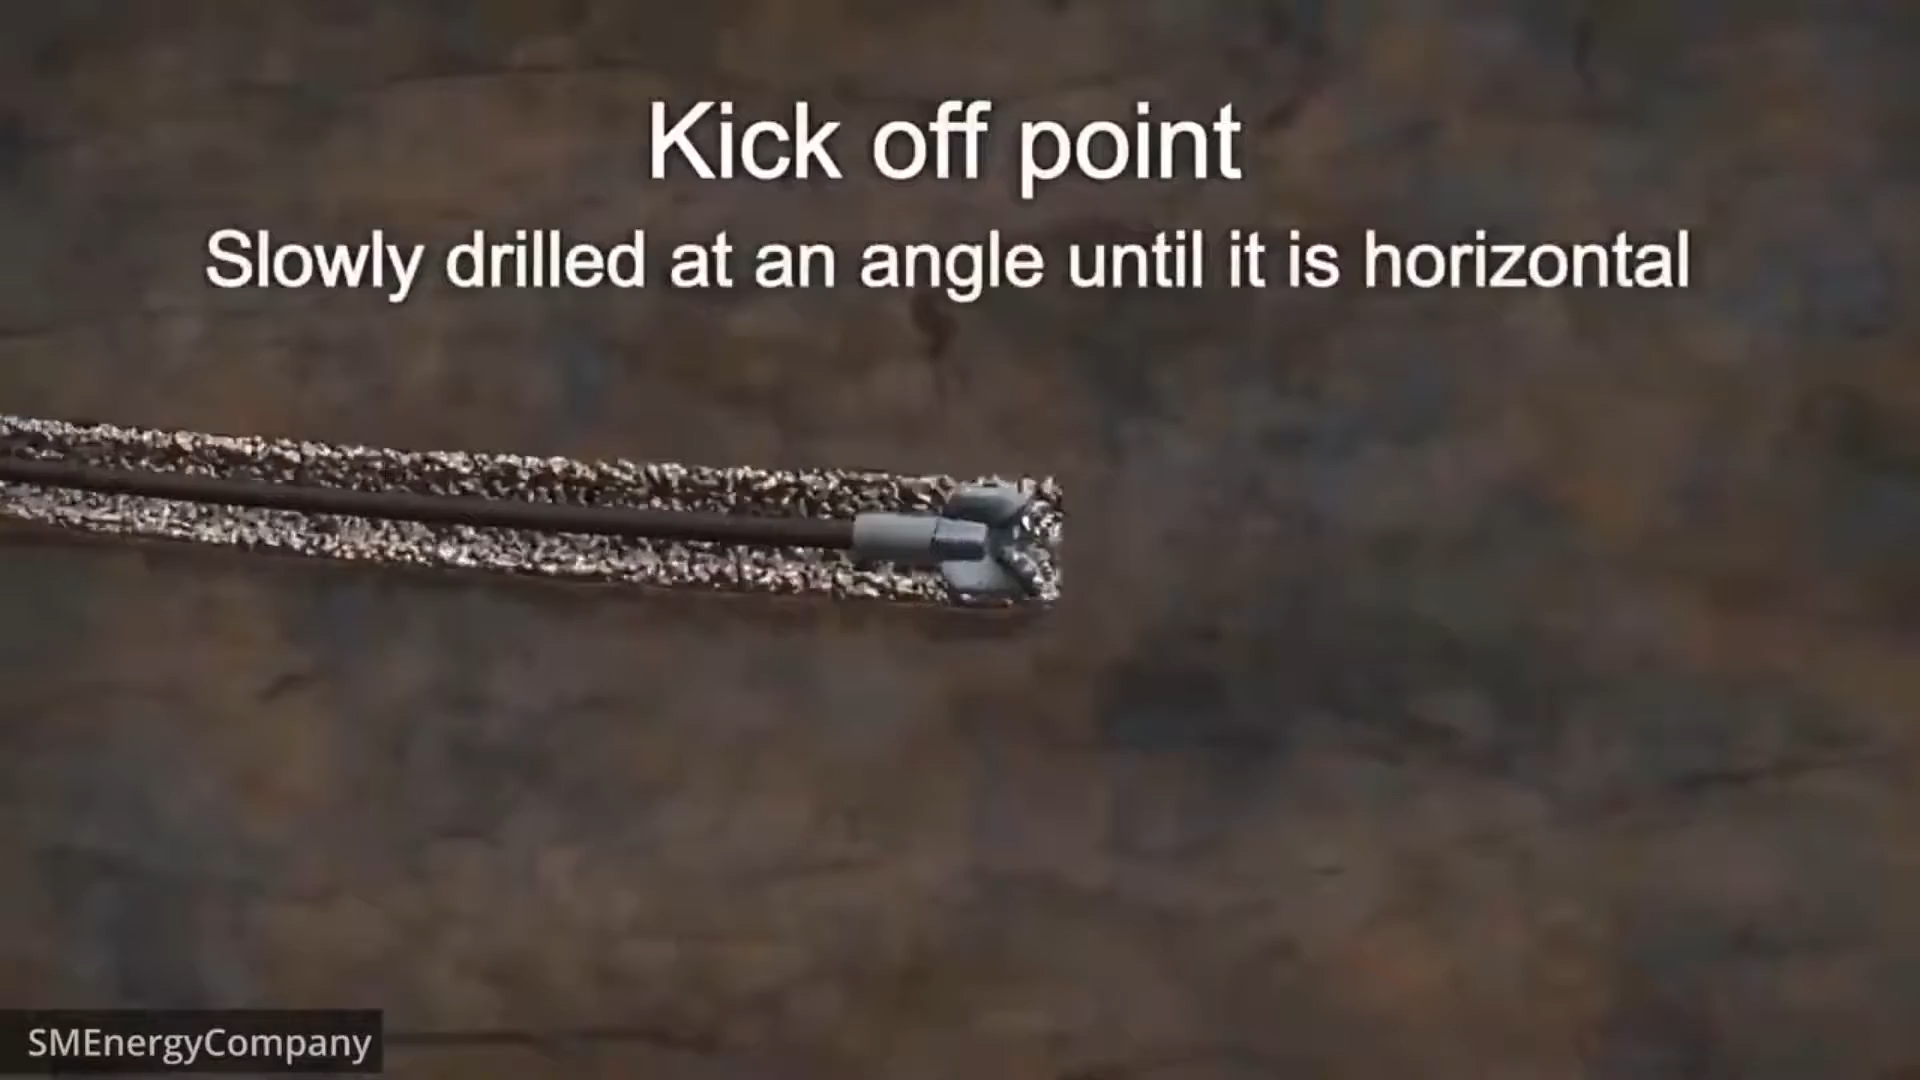 Kick off point
Slowly drilled at an angle until it is horizontal
SMEnergyCompany